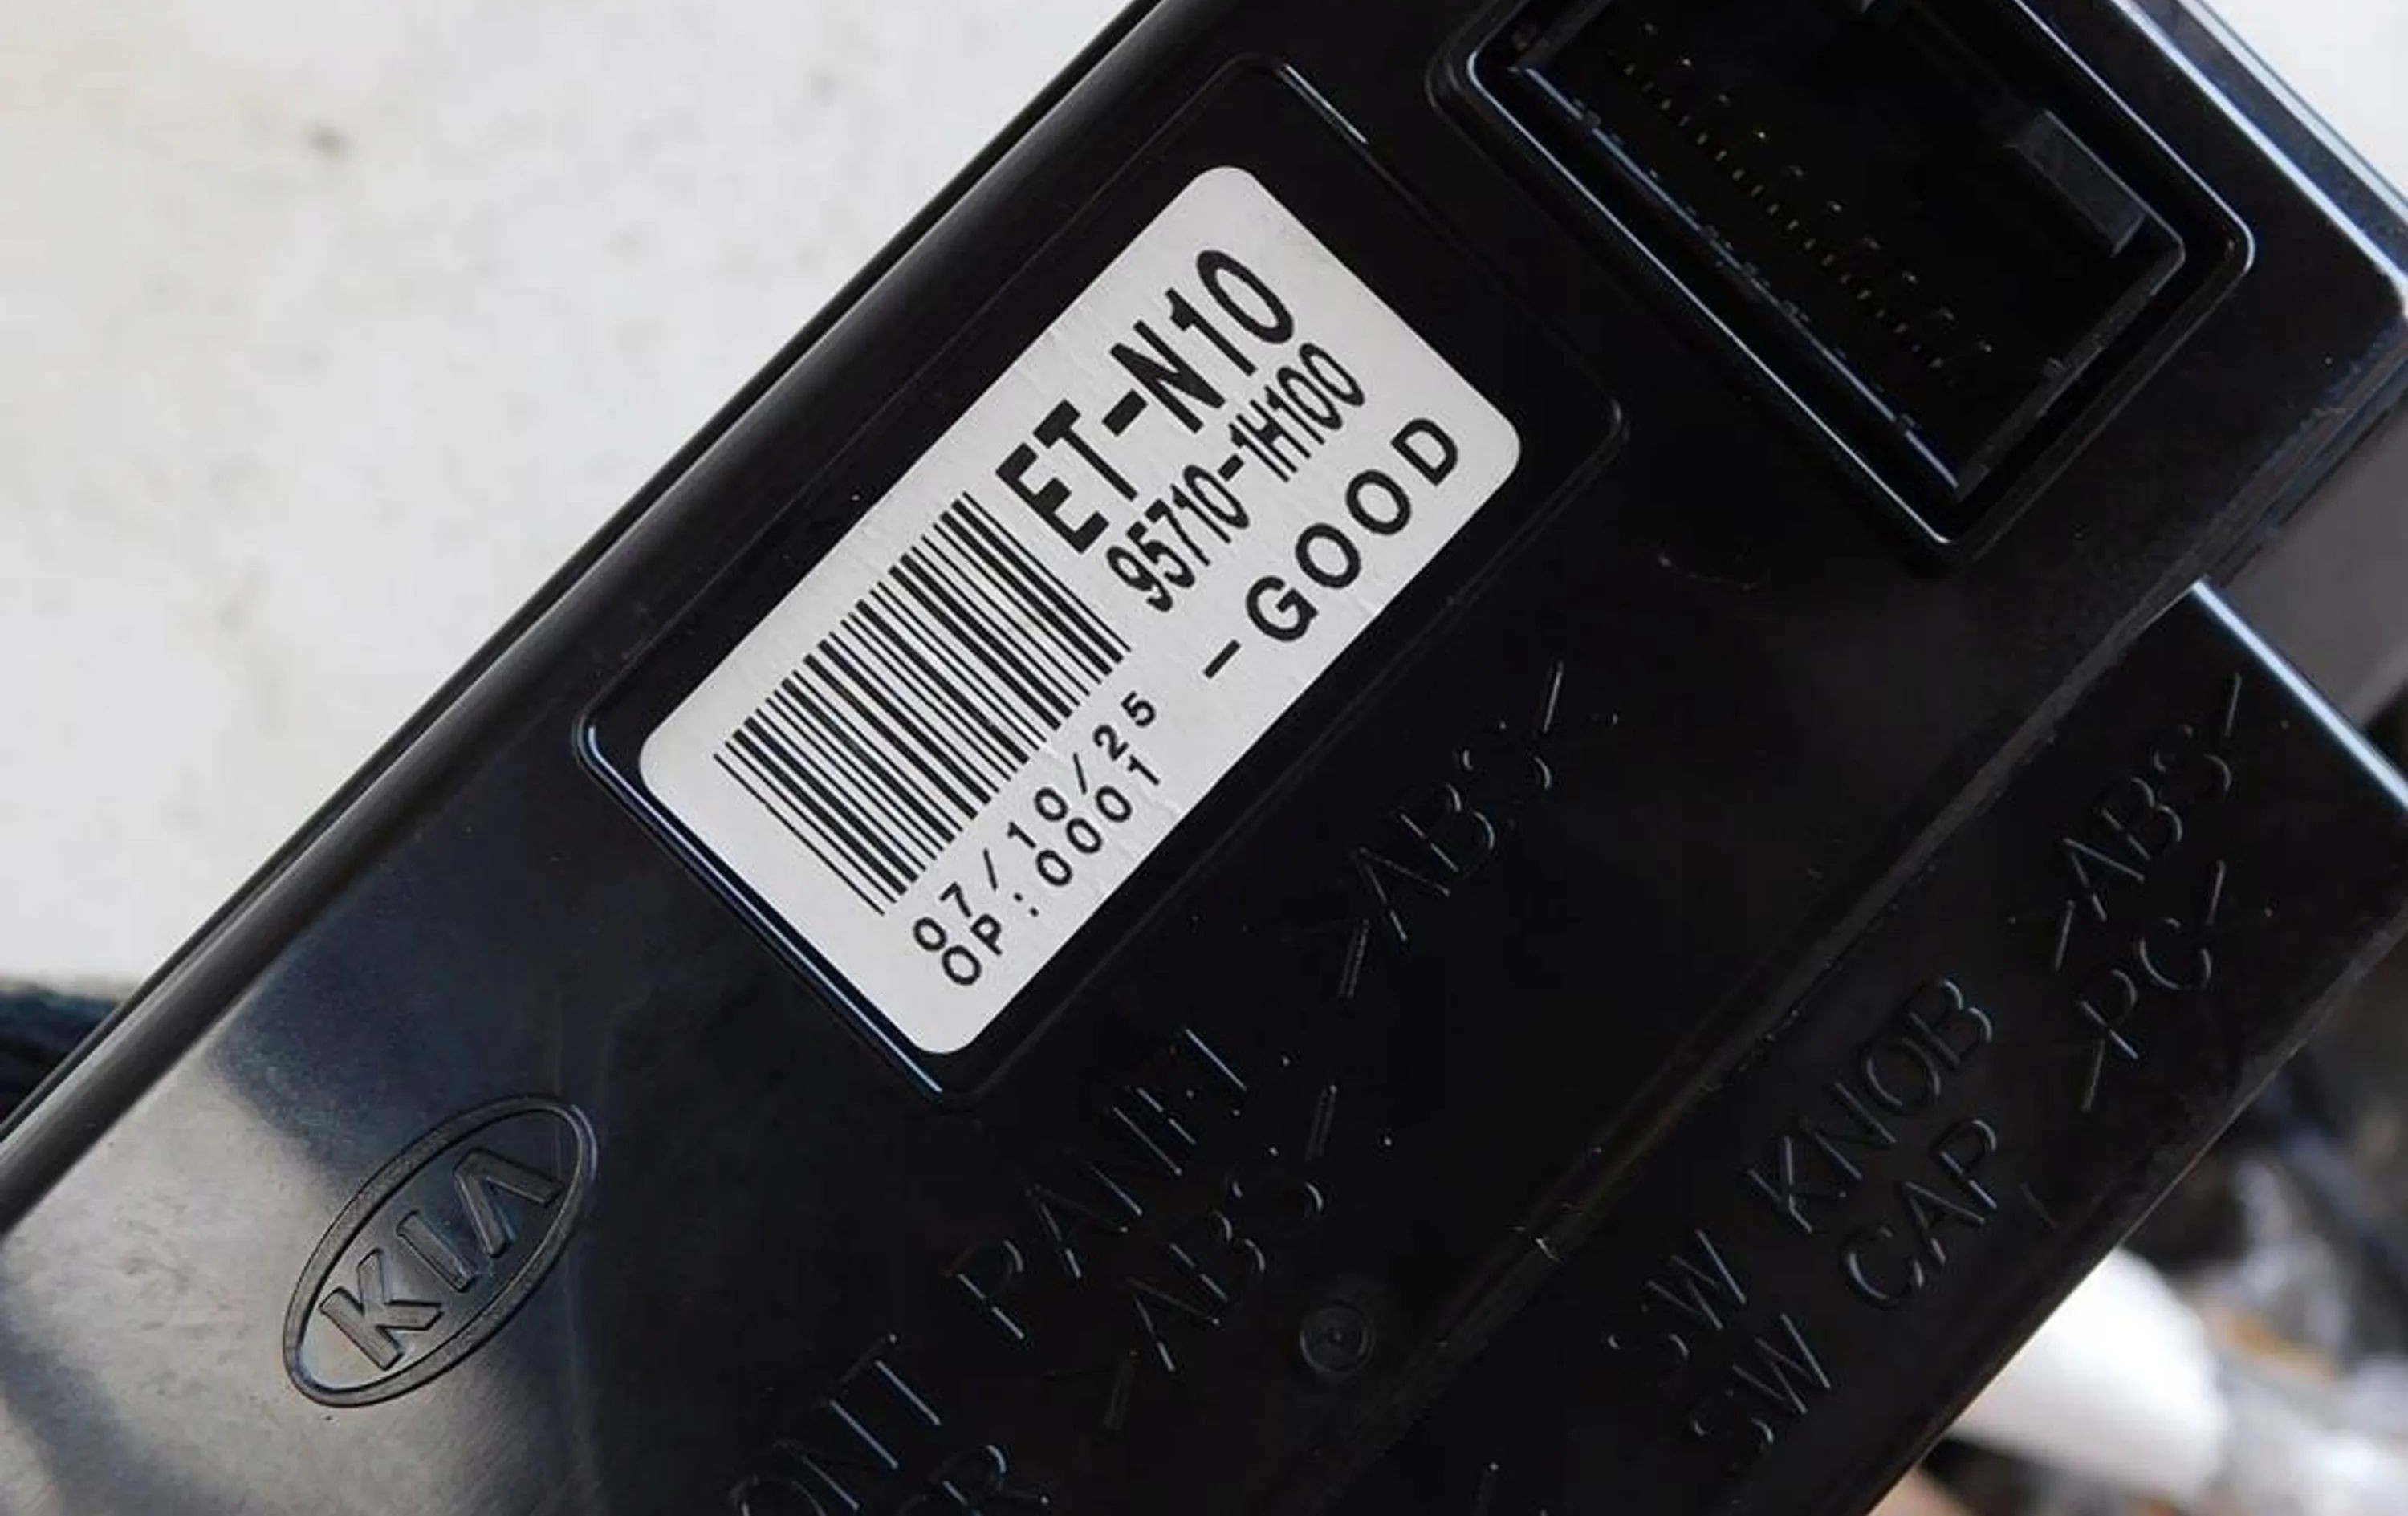 ET-N10
95710-1H100
-GOOD
07/10/25
OP:0001
KIA
>ABS<
PANEL
>ABS<
SW KNOB
>ABS<
SW CAP
>PC<